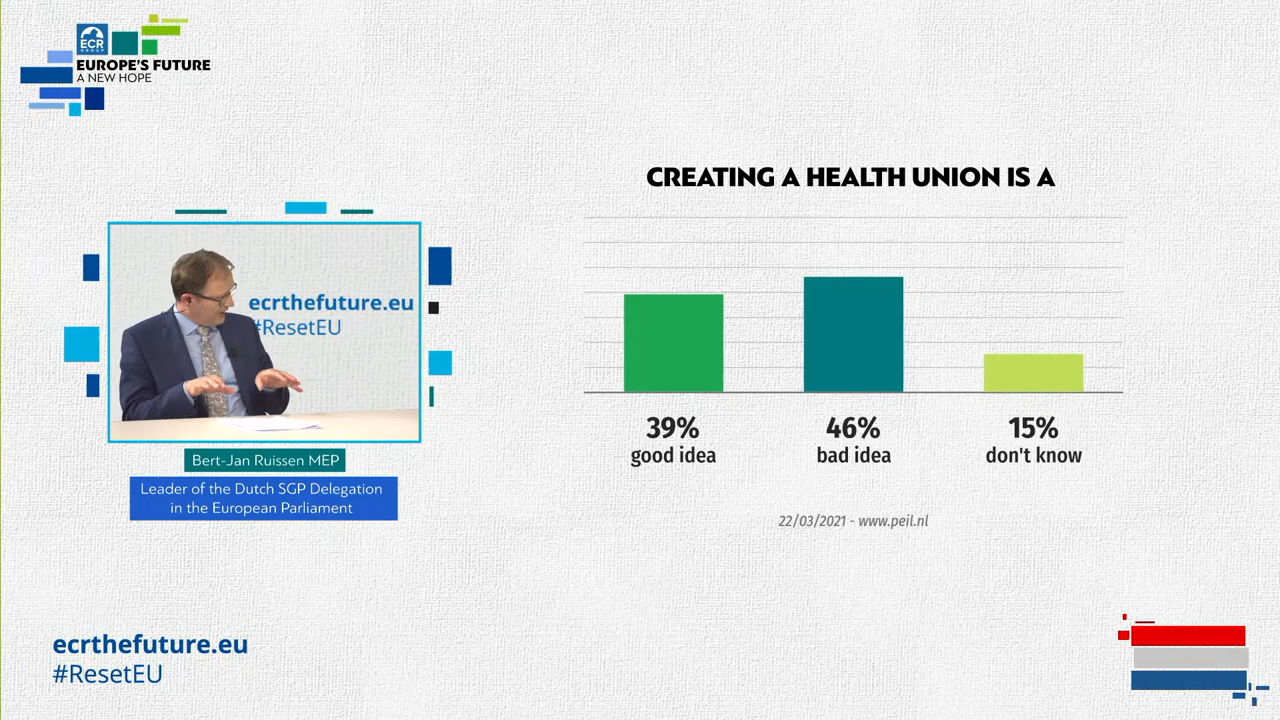 ECR
GROUP
EUROPE'S FUTURE
A NEW HOPE
CREATING A HEALTH UNION IS A
ecrthefuture.eu
#ResetEU
39%
good idea
46%
bad idea
15%
don't know
Bert-Jan Ruissen MEP
Leader of the Dutch SGP Delegation
in the European Parliament
22/03/2021 - www.peil.nl
ecrthefuture.eu
#ResetEU